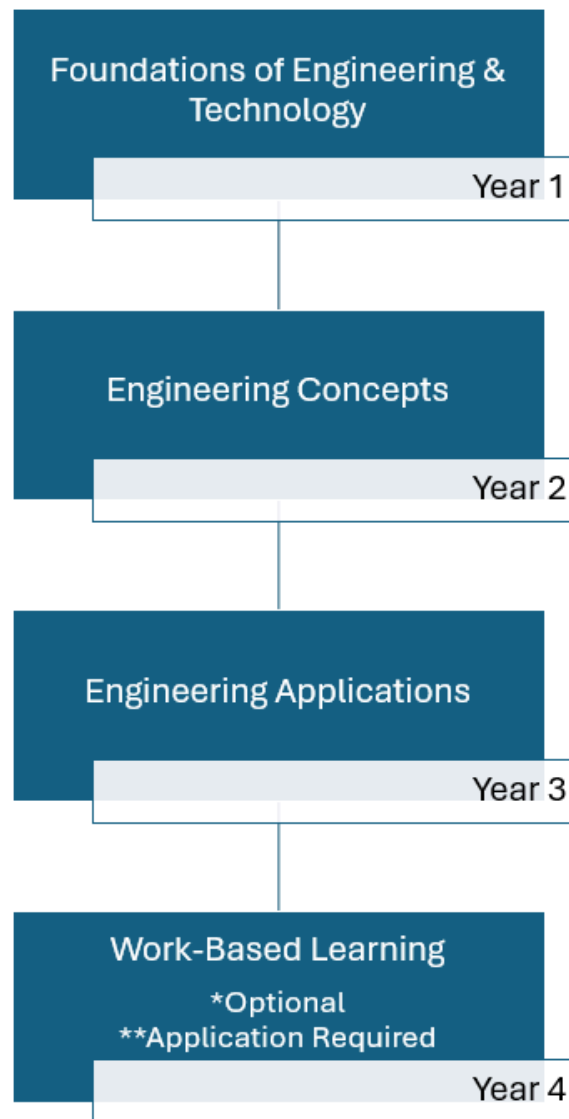 Foundations of Engineering &
Technology
Year 1
Engineering Concepts
Year 2
Engineering Applications
Year 3
Work-Based Learning
*Optional
**Application Required
Year 4